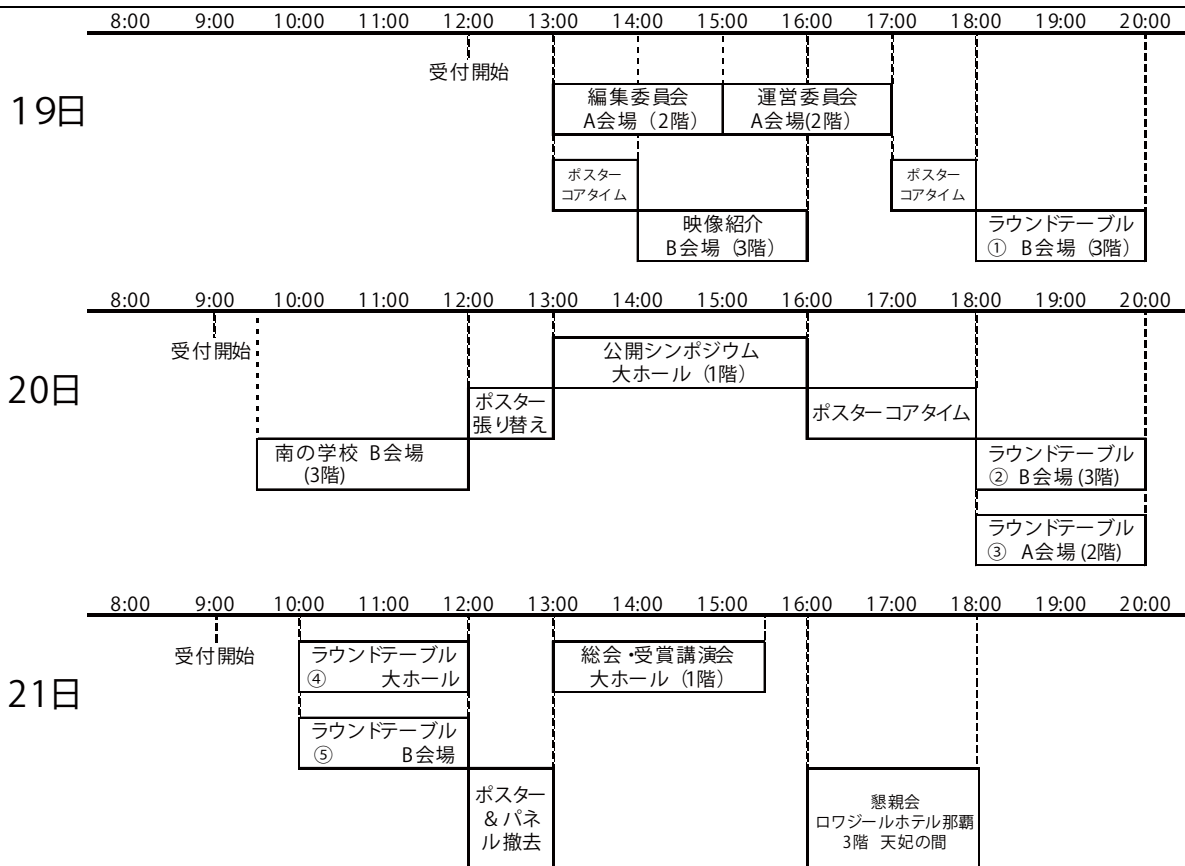 8:00 9:00 10:00 11:00 12:00 13:00 14:00 15:00 16:00 17:00 18:00 19:00 20:00
受付開始
19日
編集委員会
A会場（2階）
運営委員会
A会場(2階)
ポスター
コアタイム
ポスター
コアタイム
映像紹介
B会場（3階）
ラウンドテーブル
① B会場（3階）
8:00 9:00 10:00 11:00 12:00 13:00 14:00 15:00 16:00 17:00 18:00 19:00 20:00
受付開始
20日
公開シンポジウム
大ホール（1階）
ポスター
張り替え
ポスターコアタイム
南の学校 B会場
(3階)
ラウンドテーブル
② B会場(3階)
ラウンドテーブル
③ A会場(2階)
8:00 9:00 10:00 11:00 12:00 13:00 14:00 15:00 16:00 17:00 18:00 19:00 20:00
受付開始
21日
ラウンドテーブル
④ 大ホール
総会・受賞講演会
大ホール（1階）
ラウンドテーブル
⑤ B会場
ポスター
&パネ
ル撤去
懇親会
ロワジールホテル那覇
3階 天妃の間